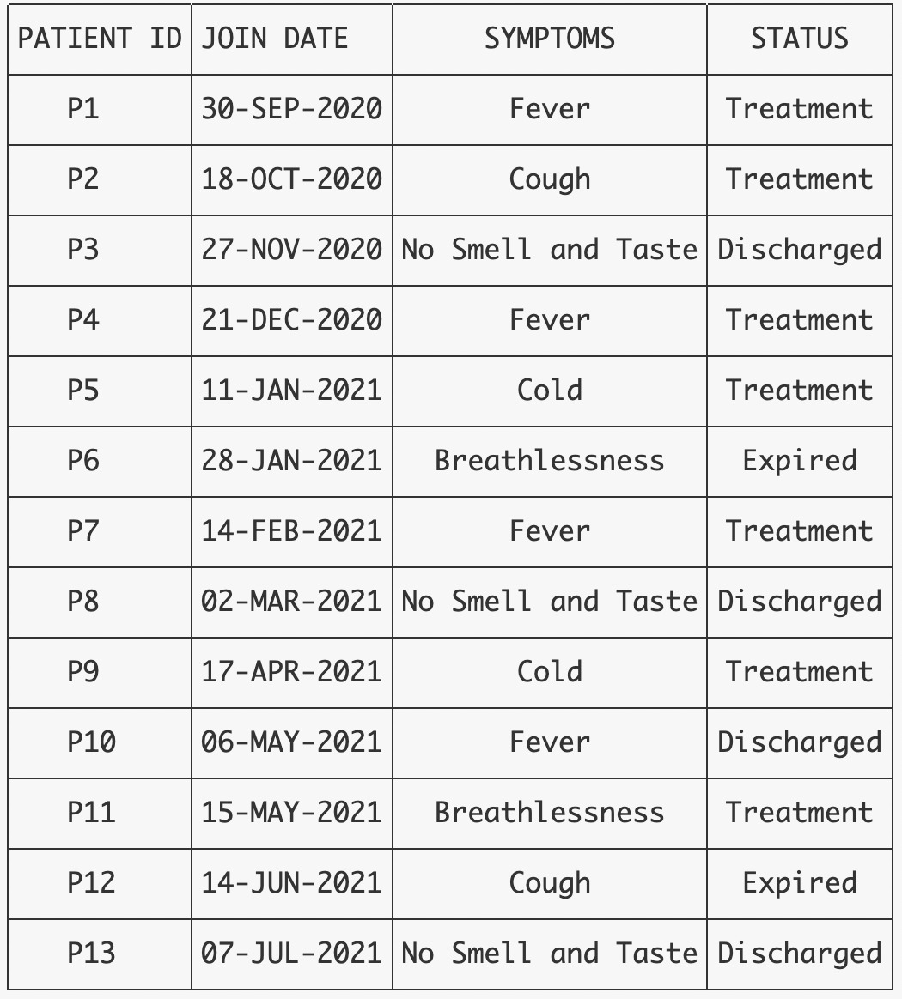 PATIENT ID JOIN DATE SYMPTOMS STATUS
P1 30-SEP-2020 Fever Treatment
P2 18-OCT-2020 Cough Treatment
P3 27-NOV-2020 No Smell and Taste Discharged
P4 21-DEC-2020 Fever Treatment
P5 11-JAN-2021 Cold Treatment
P6 28-JAN-2021 Breathlessness Expired
P7 14-FEB-2021 Fever Treatment
P8 02-MAR-2021 No Smell and Taste Discharged
P9 17-APR-2021 Cold Treatment
P10 06-MAY-2021 Fever Discharged
P11 15-MAY-2021 Breathlessness Treatment
P12 14-JUN-2021 Cough Expired
P13 07-JUL-2021 No Smell and Taste Discharged